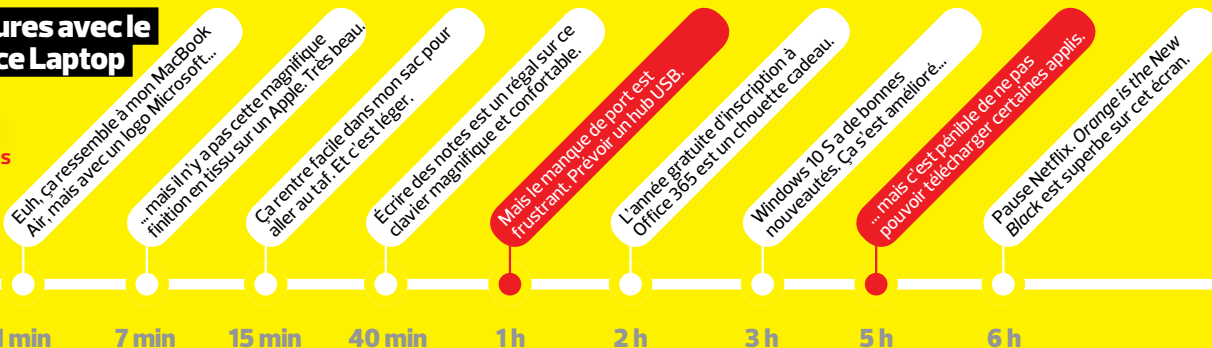 ures avec le
ce Laptop
s
Euh, ça ressemble à mon MacBook
Air, mais avec un logo Microsoft...
... mais il n'y a pas cette magnifique
finition en tissu sur un Apple. Très beau.
Ça rentre facile dans mon sac pour
aller au taf. Et c'est léger.
Écrire des notes est un régal sur ce
clavier magnifique et confortable.
Mais le manque de port est
frustrant. Prévoir un hub USB.
L'année gratuite d'inscription à
Office 365 est un chouette cadeau.
Windows 10 S a de bonnes
nouveautés. Ça s'est amélioré...
... mais c'est pénible de ne pas
pouvoir télécharger certaines applis.
Pause Netflix. Orange is the New
Black est superbe sur cet écran.
1 min
7 min
15 min
40 min
1 h
2 h
3 h
5 h
6 h